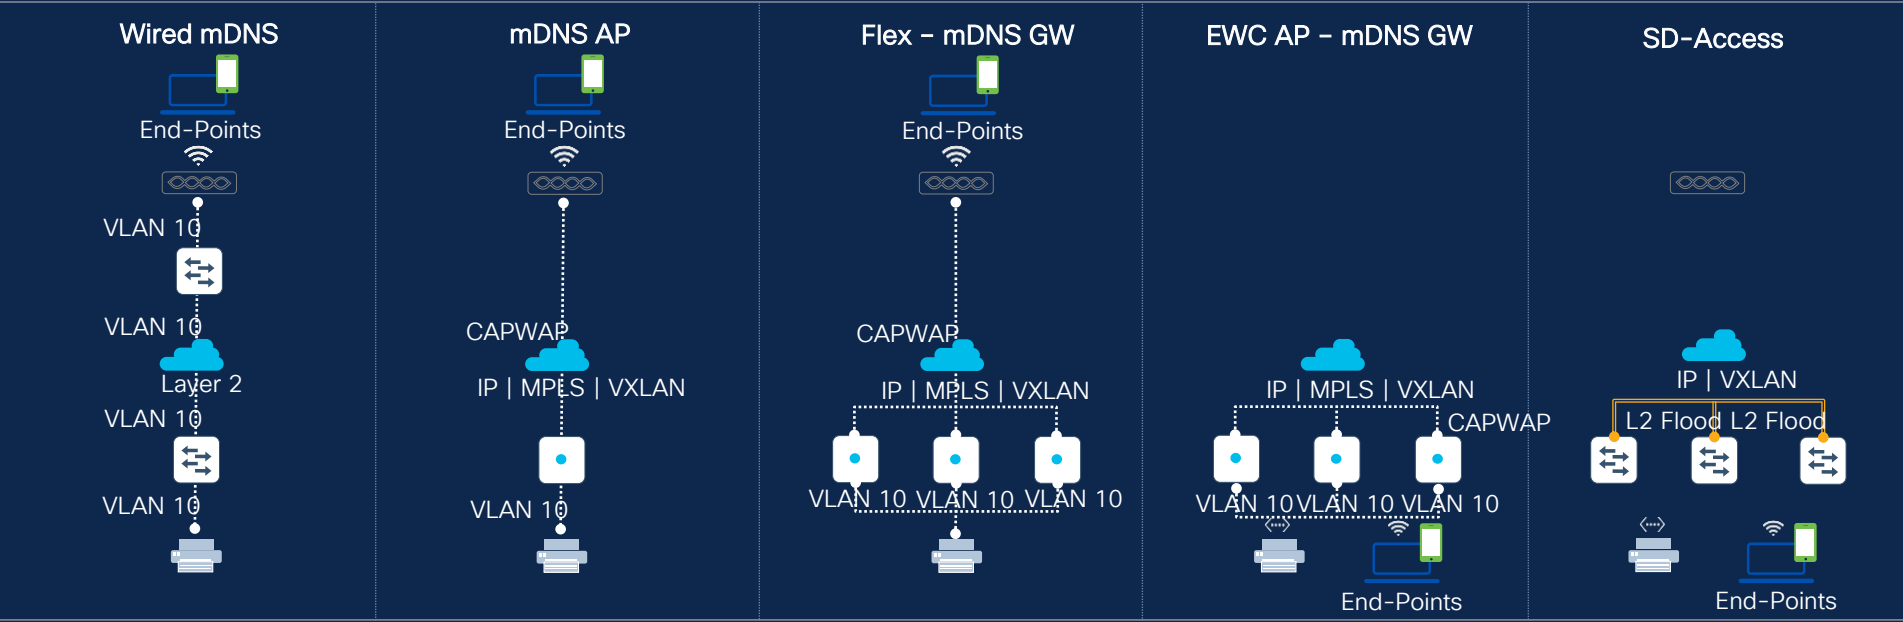 Wired mDNS
End-Points
VLAN 10
VLAN 10
Layer 2
VLAN 10
VLAN 10
mDNS AP
End-Points
CAPWAP
IP | MPLS | VXLAN
VLAN 10
Flex - mDNS GW
End-Points
CAPWAP
IP | MPLS | VXLAN
VLAN 10 VLAN 10 VLAN 10
EWC AP - mDNS GW
IP | MPLS | VXLAN
CAPWAP
VLAN 10 VLAN 10 VLAN 10
End-Points
SD-Access
IP | VXLAN
L2 Flood L2 Flood
End-Points